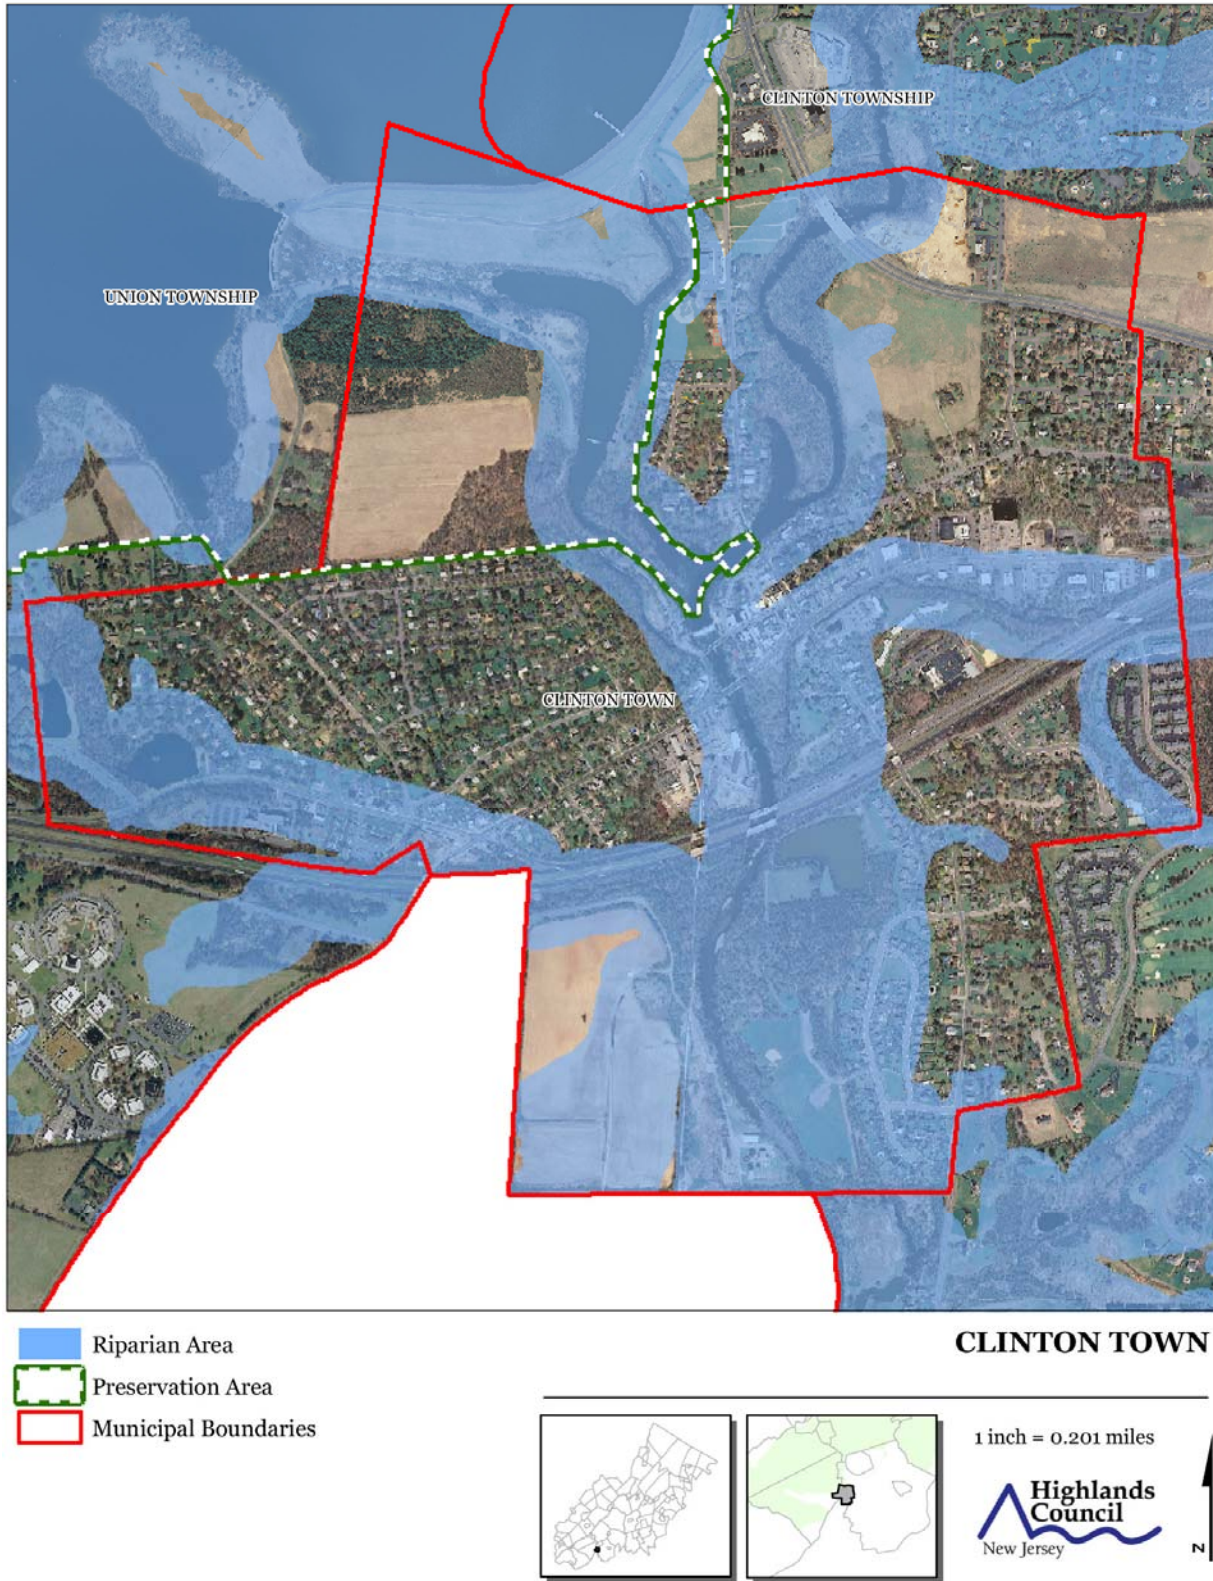 CLINTON TOWNSHIP
UNION TOWNSHIP
CLINTON TOWN
Riparian Area
Preservation Area
Municipal Boundaries
CLINTON TOWN
1 inch = 0.201 miles
Highlands
Council
New Jersey
N